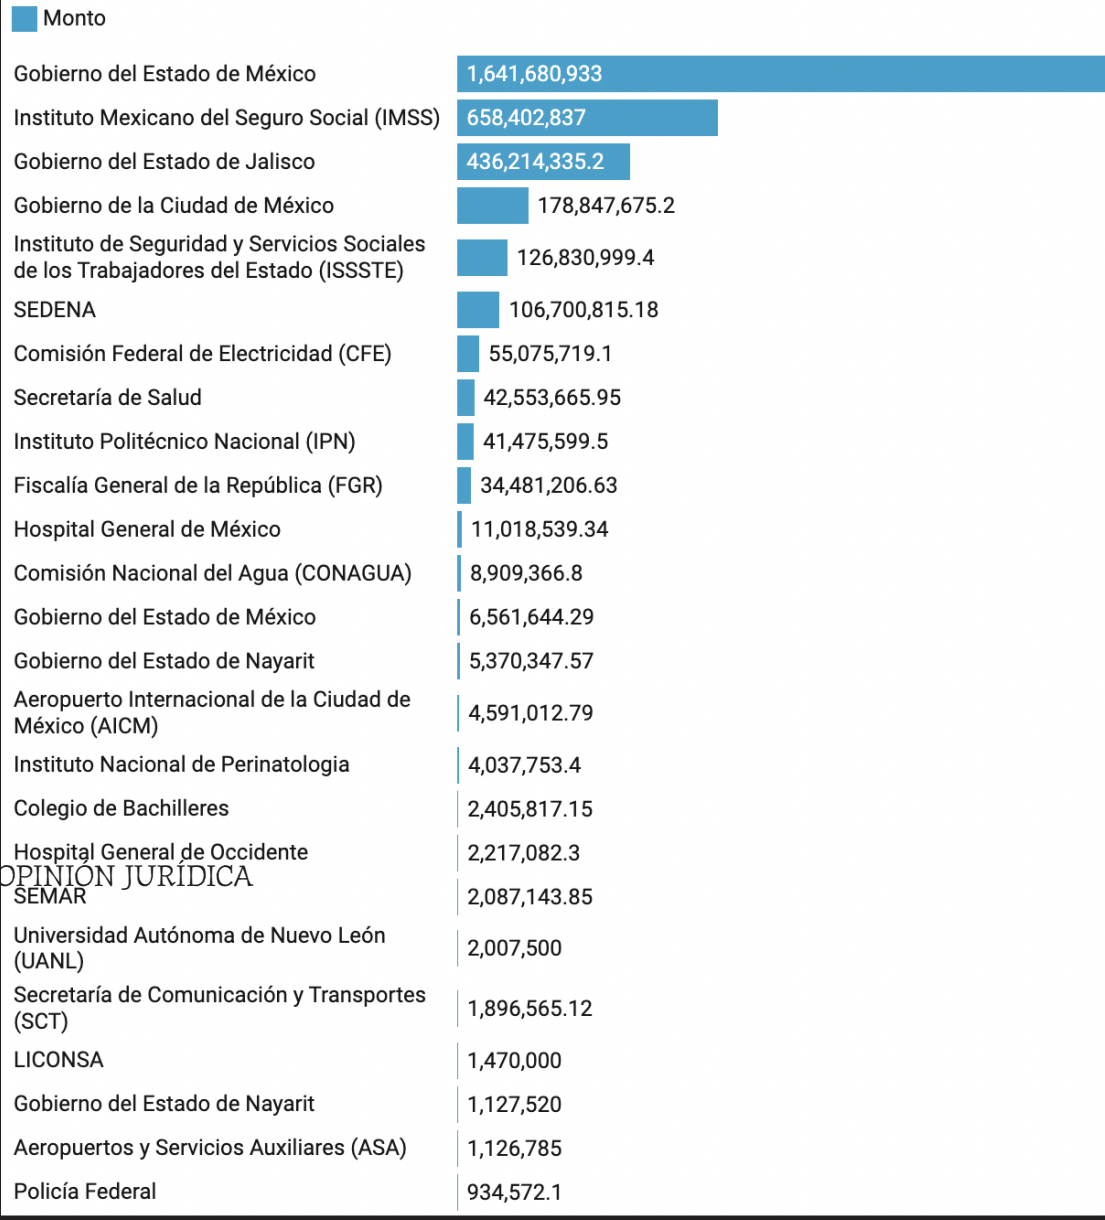 Monto
Gobierno del Estado de México 1,641,680,933
Instituto Mexicano del Seguro Social (IMSS) 658,402,837
Gobierno del Estado de Jalisco 436,214,335.2
Gobierno de la Ciudad de México 178,847,675.2
Instituto de Seguridad y Servicios Sociales
de los Trabajadores del Estado (ISSSTE) 126,830,999.4
SEDENA 106,700,815.18
Comisión Federal de Electricidad (CFE) 55,075,719.1
Secretaría de Salud 42,553,665.95
Instituto Politécnico Nacional (IPN) 41,475,599.5
Fiscalía General de la República (FGR) 34,481,206.63
Hospital General de México 11,018,539.34
Comisión Nacional del Agua (CONAGUA) 8,909,366.8
Gobierno del Estado de México 6,561,644.29
Gobierno del Estado de Nayarit 5,370,347.57
Aeropuerto Internacional de la Ciudad de
México (AICM) 4,591,012.79
Instituto Nacional de Perinatologia 4,037,753.4
Colegio de Bachilleres 2,405,817.15
Hospital General de Occidente 2,217,082.3
OPINIÓN JURÍDICA
SEMAR 2,087,143.85
Universidad Autónoma de Nuevo León
(UANL) 2,007,500
Secretaría de Comunicación y Transportes
(SCT) 1,896,565.12
LICONSA 1,470,000
Gobierno del Estado de Nayarit 1,127,520
Aeropuertos y Servicios Auxiliares (ASA) 1,126,785
Policía Federal 934,572.1